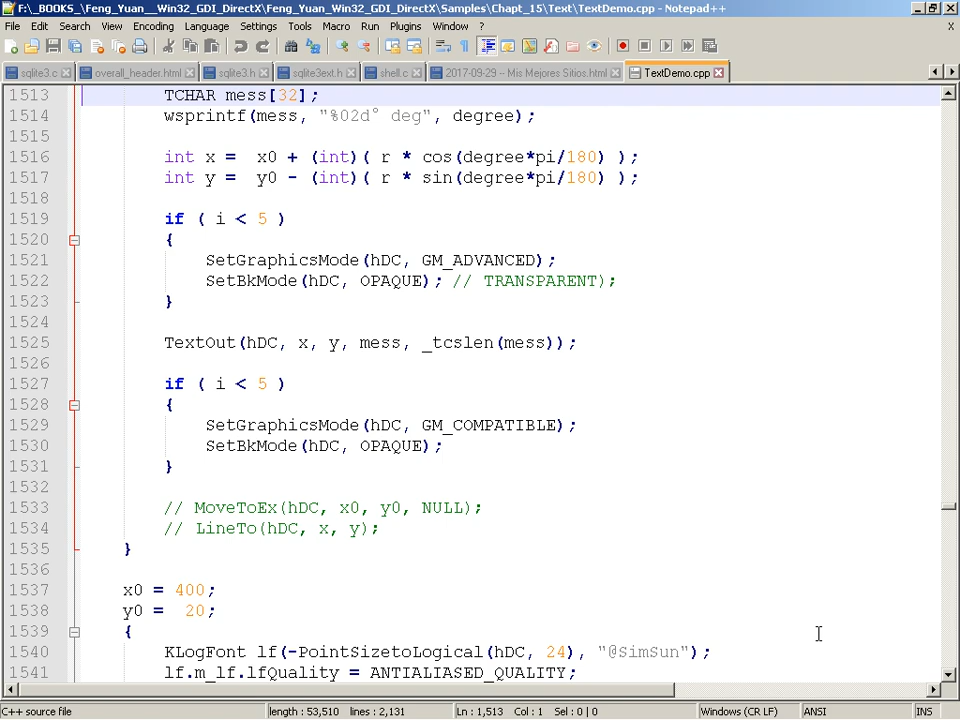 F:\_BOOKS_\Feng_Yuan__Win32_GDI_DirectX\Feng_Yuan_Win32_GDI_DirectX\Samples\Chapt_15\Text\TextDemo.cpp - Notepad++
File Edit Search View Encoding Language Settings Tools Macro Run Plugins Window ? X
sqlite3.c overall_header.html sqlite3.h sqlite3ext.h shell.c 2017-09-29 -- Mis Mejores Sitios.html TextDemo.cpp
1513 TCHAR mess[32];
1514 wsprintf(mess, "%02d° deg", degree);
1515
1516 int x = x0 + (int)( r * cos(degree*pi/180) );
1517 int y = y0 - (int)( r * sin(degree*pi/180) );
1518
1519 if ( i < 5 )
1520 {
1521 SetGraphicsMode(hDC, GM_ADVANCED);
1522 SetBkMode(hDC, OPAQUE); // TRANSPARENT);
1523 }
1524
1525 TextOut(hDC, x, y, mess, _tcslen(mess));
1526
1527 if ( i < 5 )
1528 {
1529 SetGraphicsMode(hDC, GM_COMPATIBLE);
1530 SetBkMode(hDC, OPAQUE);
1531 }
1532
1533 // MoveToEx(hDC, x0, y0, NULL);
1534 // LineTo(hDC, x, y);
1535 }
1536
1537 x0 = 400;
1538 y0 = 20;
1539 {
1540 KLogFont lf(-PointSizetoLogical(hDC, 24), "@SimSun");
1541 lf.m_lf.lfQuality = ANTIALIASED_QUALITY;
C++ source file length : 53,510 lines : 2,131 Ln : 1,513 Col : 1 Sel : 0 | 0 Windows (CR LF) ANSI INS